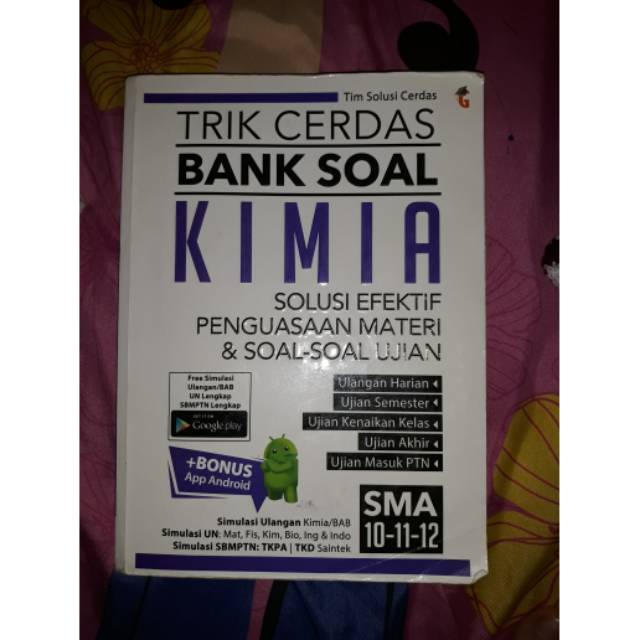 Tim Solusi Cerdas
G
TRIK CERDAS
BANK SOAL
KIMIA
SOLUSI EFEKTIF
PENGUASAAN MATERI
& SOAL-SOAL UJIAN
Free Simulasi
Ulangan/BAB
UN Lengkap
SBMPTN Lengkap
GET IT ON
Google play
Ulangan Harian
Ujian Semester
Ujian Kenaikan Kelas
Ujian Akhir
Ujian Masuk PTN
+BONUS
App Android
SMA
10-11-12
Simulasi Ulangan Kimia/BAB
Simulasi UN: Mat, Fis, Kim, Bio, Ing & Indo
Simulasi SBMPTN: TKPA | TKD Saintek